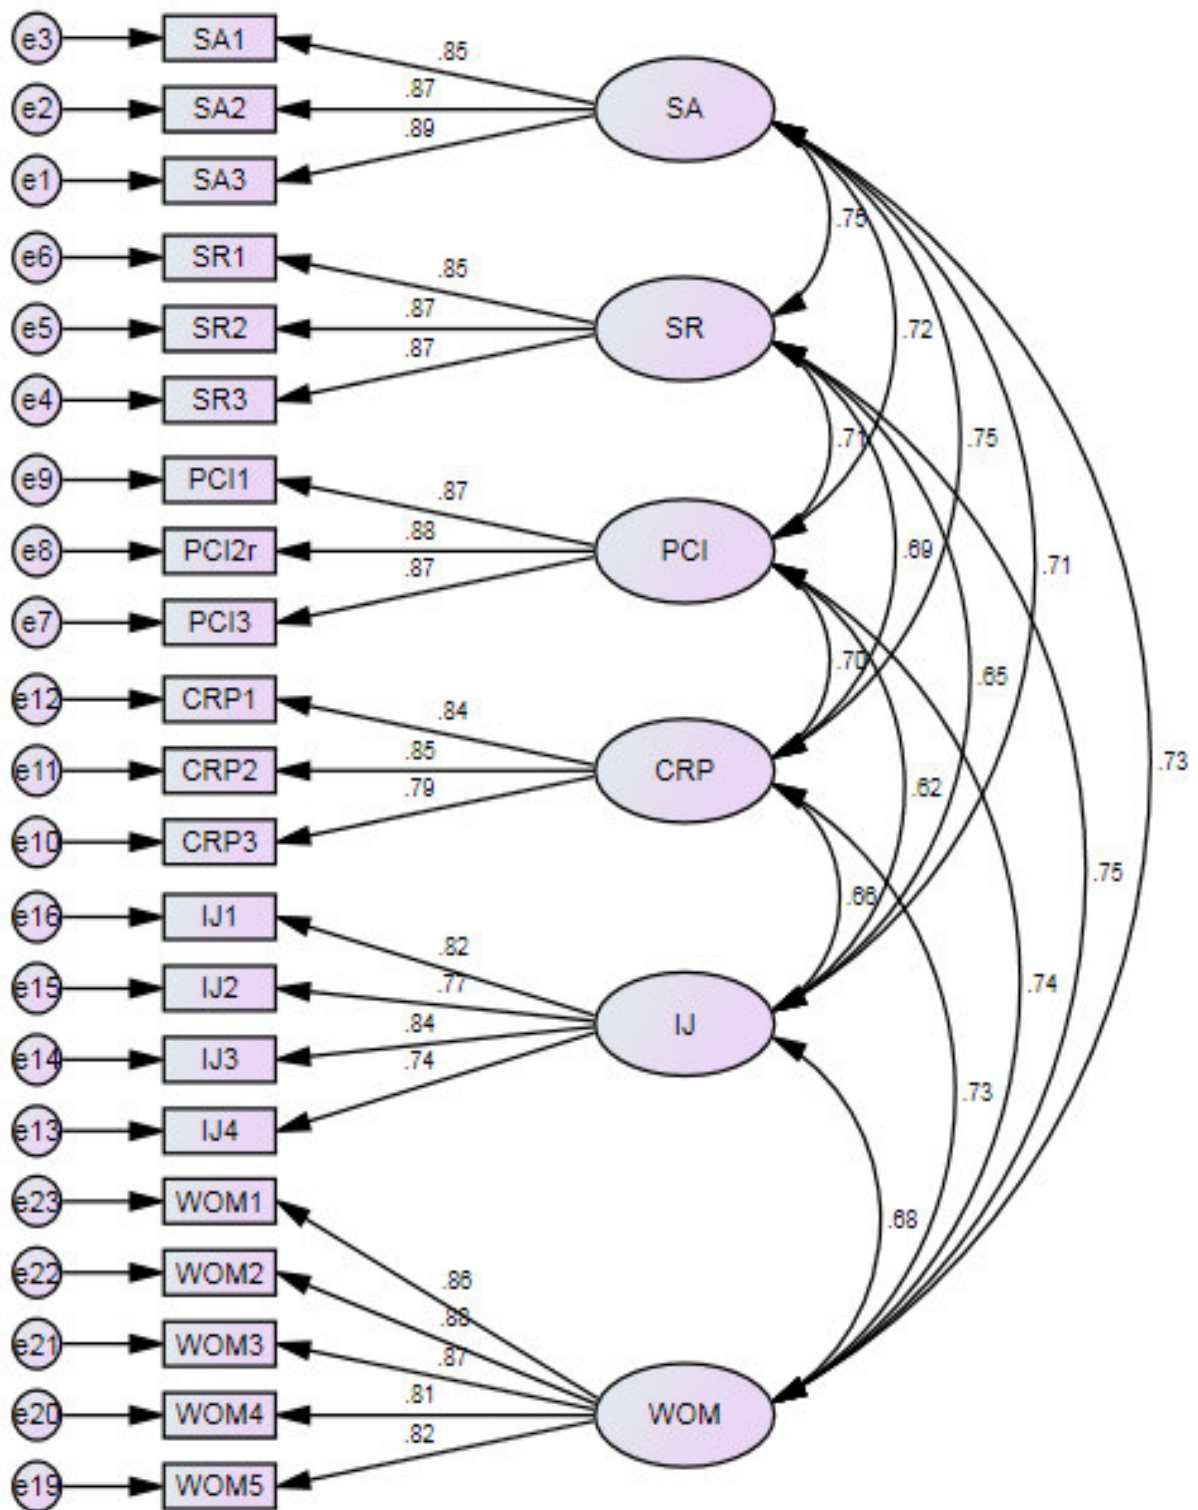 e3 SA1 .85
e2 SA2 .87 SA
e1 SA3 .89
.75
e6 SR1 .85
e5 SR2 .87 SR .72
e4 SR3 .87
.71 .75
e9 PCI1 .87
e8 PCI2r .88 PCI .69 .71
e7 PCI3 .87
.70 .65
e12 CRP1 .84
e11 CRP2 .85 CRP .62 .73
e10 CRP3 .79
.66 .75
e16 IJ1 .82
e15 IJ2 .77 IJ .74
e14 IJ3 .84
e13 IJ4 .74 .73
e23 WOM1 .86 .68
e22 WOM2 .88
e21 WOM3 .87
e20 WOM4 .81 WOM
e19 WOM5 .82